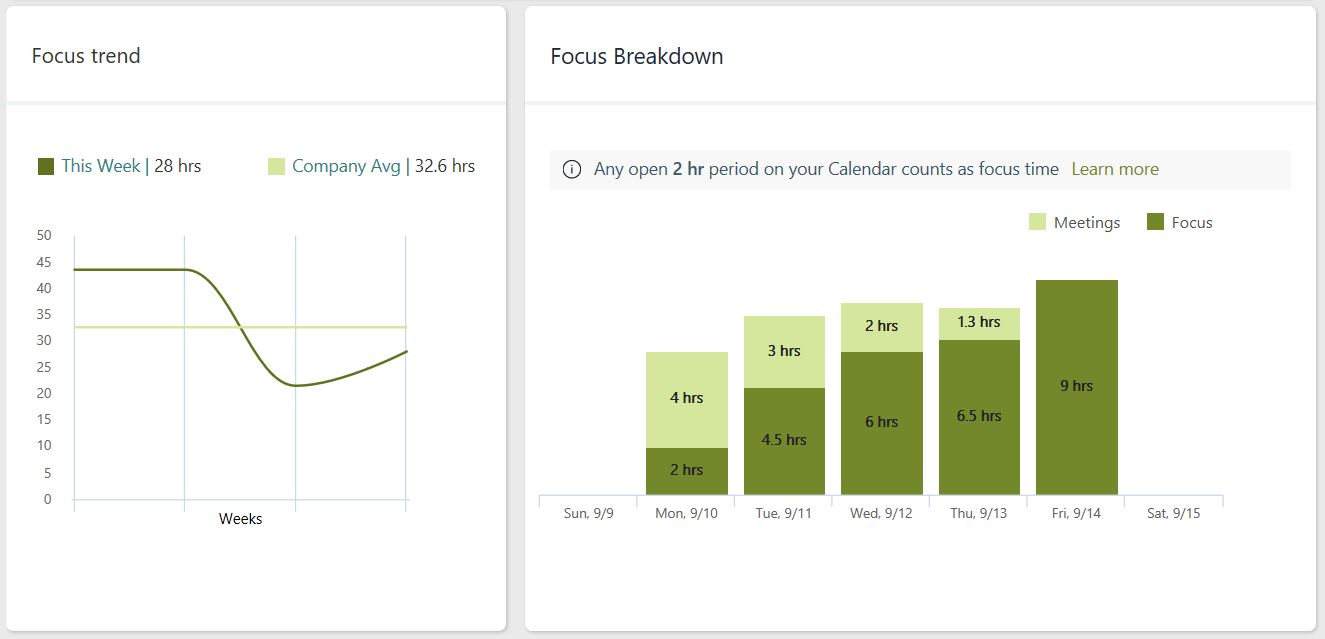 Focus trend
This Week | 28 hrs
Company Avg | 32.6 hrs
50
45
40
35
30
25
20
15
10
5
0
Weeks
Focus Breakdown
Any open 2 hr period on your Calendar counts as focus time Learn more
Meetings
Focus
4 hrs
2 hrs
3 hrs
4.5 hrs
2 hrs
6 hrs
1.3 hrs
6.5 hrs
9 hrs
Sun, 9/9
Mon, 9/10
Tue, 9/11
Wed, 9/12
Thu, 9/13
Fri, 9/14
Sat, 9/15